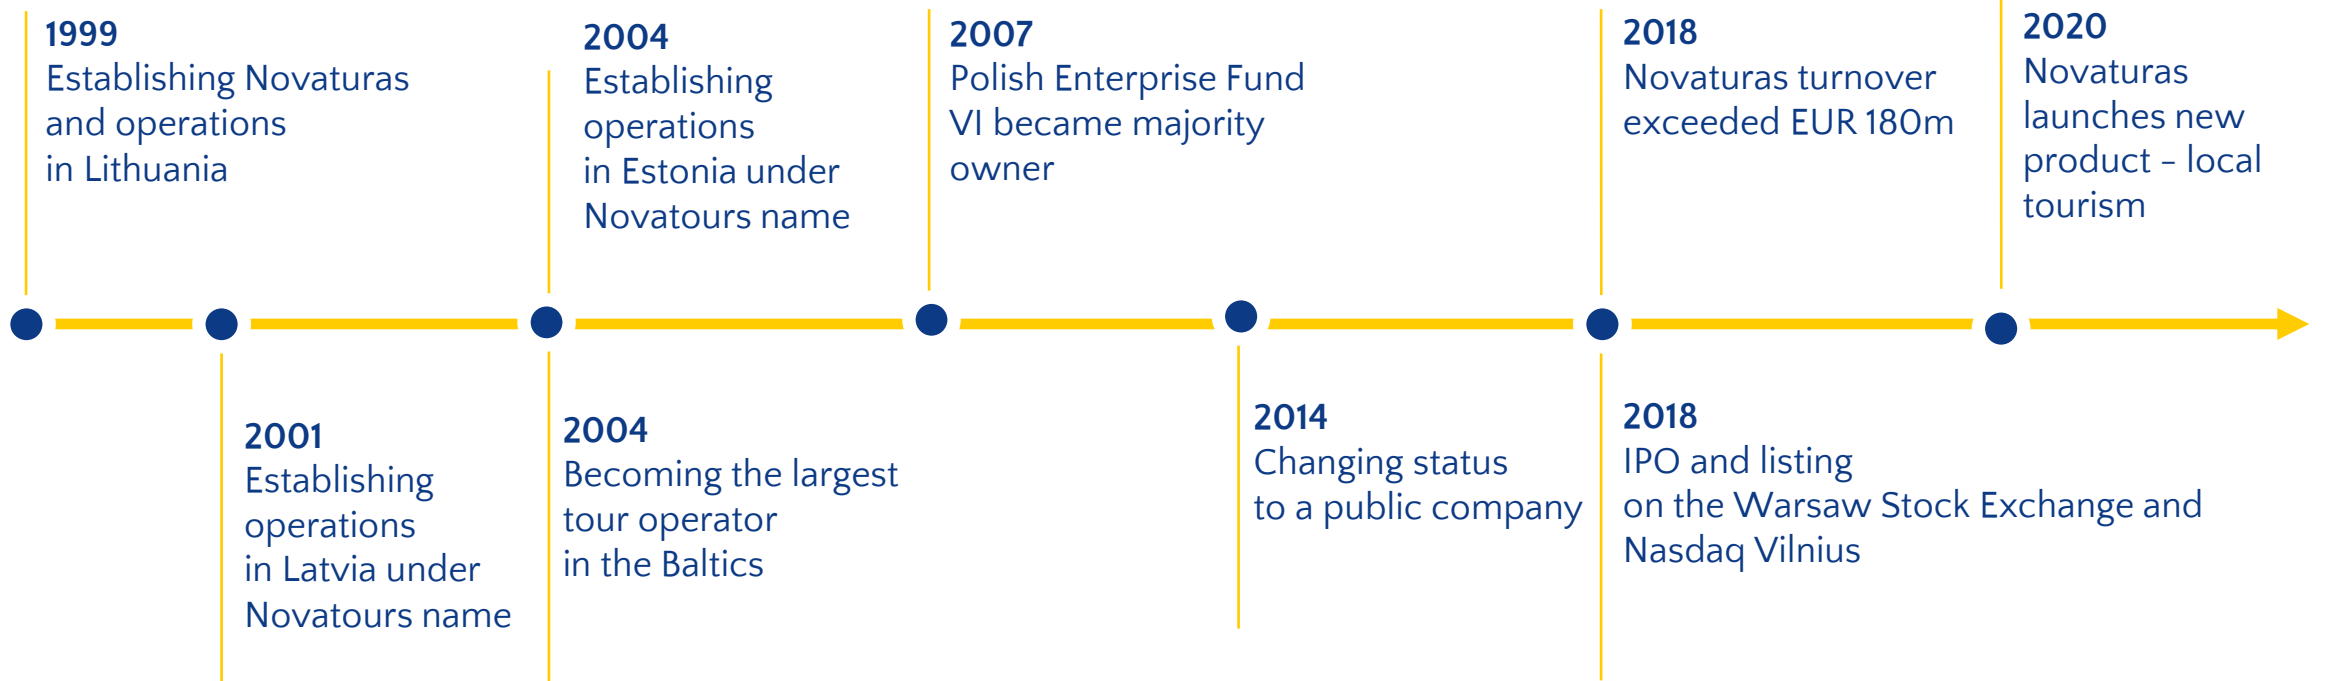 1999
Establishing Novaturas
and operations
in Lithuania
2004
Establishing
operations
in Estonia under
Novatours name
2007
Polish Enterprise Fund
VI became majority
owner
2018
Novaturas turnover
exceeded EUR 180m
2020
Novaturas
launches new
product – local
tourism
2001
Establishing
operations
in Latvia under
Novatours name
2004
Becoming the largest
tour operator
in the Baltics
2014
Changing status
to a public company
2018
IPO and listing
on the Warsaw Stock Exchange and
Nasdaq Vilnius